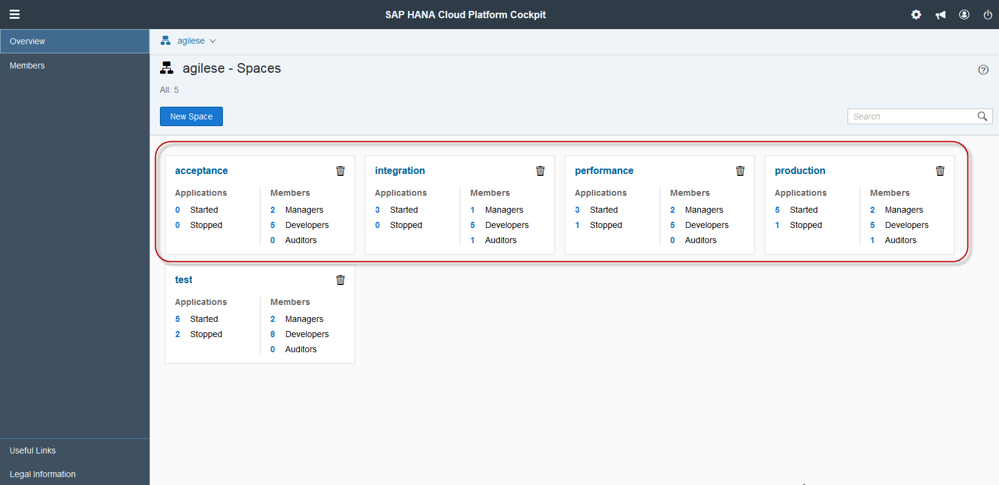 SAP HANA Cloud Platform Cockpit
Overview
Members
agilese
agilese - Spaces
All: 5
New Space
Search
acceptance
Applications
Members
0 Started
2 Managers
0 Stopped
5 Developers
0 Auditors
integration
Applications
Members
3 Started
1 Managers
0 Stopped
5 Developers
1 Auditors
performance
Applications
Members
3 Started
2 Managers
1 Stopped
5 Developers
0 Auditors
production
Applications
Members
5 Started
2 Managers
1 Stopped
5 Developers
1 Auditors
test
Applications
Members
5 Started
2 Managers
2 Stopped
8 Developers
0 Auditors
Useful Links
Legal Information